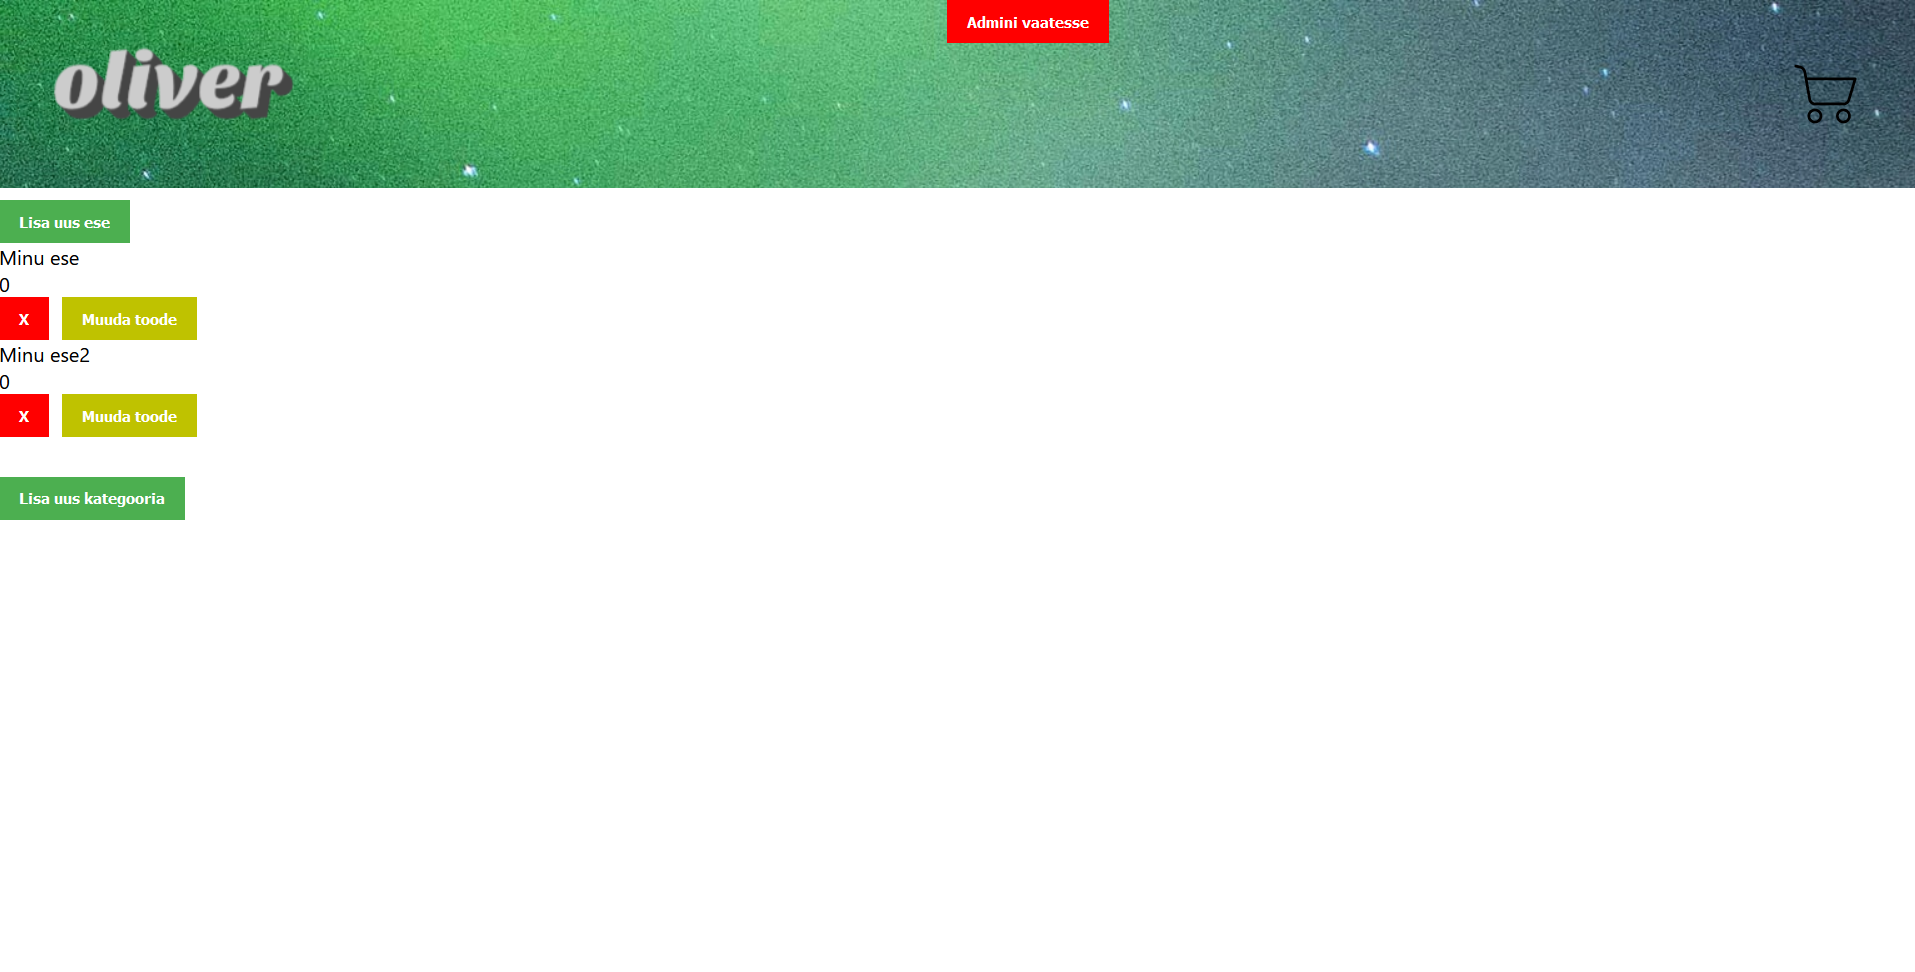 Admini vaatesse
oliver
Lisa uus ese
Minu ese
0
X Muuda toode
Minu ese2
0
X Muuda toode
Lisa uus kategooria